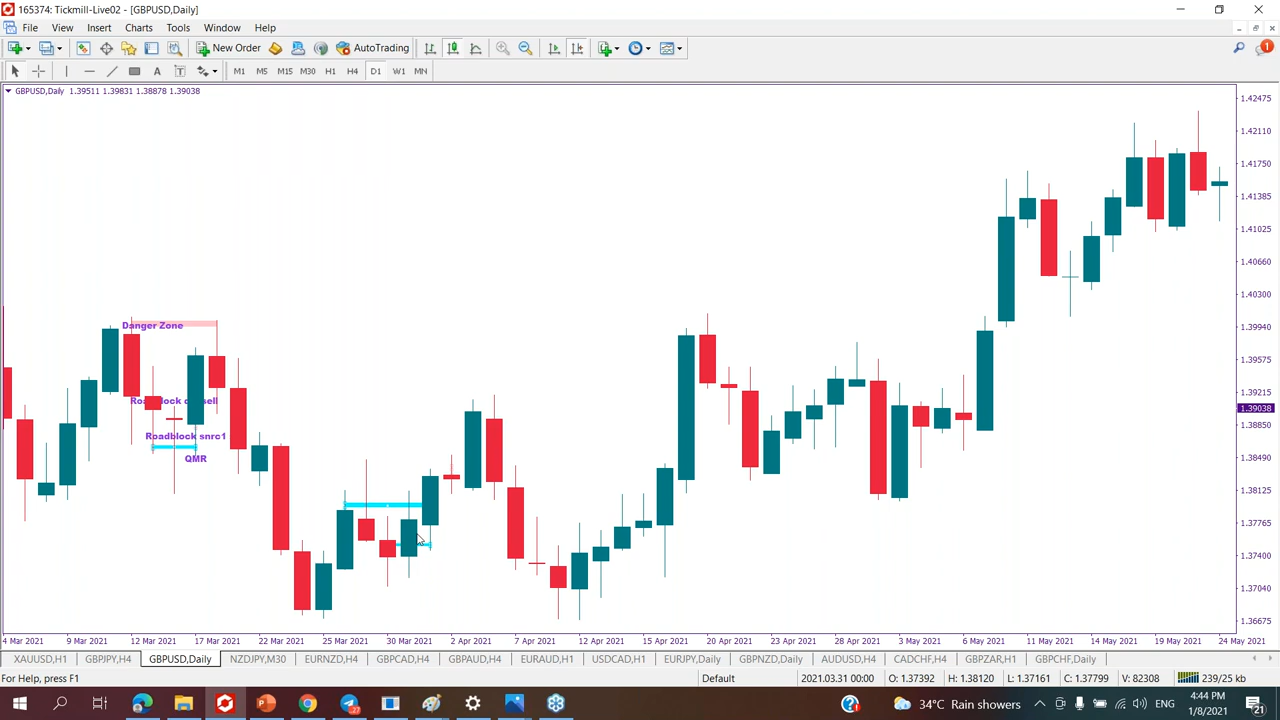 165374: Tickmill-Live02 - [GBPUSD,Daily]
File View Insert Charts Tools Window Help
1
New Order AutoTrading
A T M1 M5 M15 M30 H1 H4 D1 W1 MN
GBPUSD,Daily 1.39511 1.39831 1.38878 1.39038
1.42475
1.42110
1.41750
1.41385
1.41025
1.40660
1.40300
1.39940
1.39575
1.39215
1.39038
1.38850
1.38490
1.38125
1.37765
1.37400
1.37040
1.36675
Danger Zone
Roadblock snrc1
QMR
4 Mar 2021 9 Mar 2021 12 Mar 2021 17 Mar 2021 22 Mar 2021 25 Mar 2021 30 Mar 2021 2 Apr 2021 7 Apr 2021 12 Apr 2021 15 Apr 2021 20 Apr 2021 23 Apr 2021 28 Apr 2021 3 May 2021 6 May 2021 11 May 2021 14 May 2021 19 May 2021 24 May 2021
XAUUSD,H1 GBPJPY,H4 GBPUSD,Daily NZDJPY,M30 EURNZD,H4 GBPCAD,H4 GBPAUD,H4 EURAUD,H1 USDCAD,H1 EURJPY,Daily GBPNZD,Daily AUDUSD,H4 CADCHF,H4 GBPZAR,H1 GBPCHF,Daily
For Help, press F1 Default 2021.03.31 00:00 O: 1.37392 H: 1.38120 L: 1.37161 C: 1.37799 V: 82308 239/25 kb
34°C Rain showers ENG 4:44 PM
1/8/2021
21